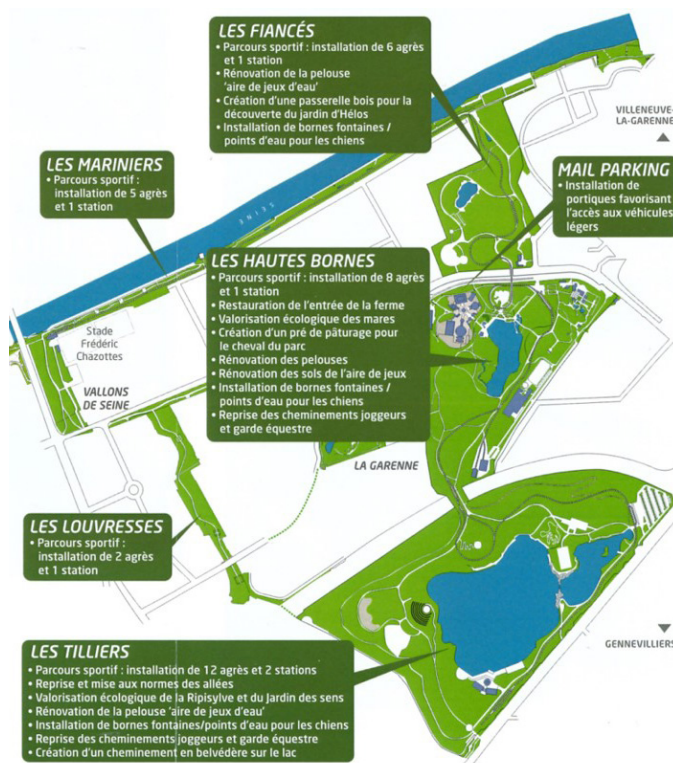 LES FIANCÉS
• Parcours sportif : installation de 6 agrès
et 1 station
• Rénovation de la pelouse
'aire de jeux d'eau'
• Création d'une passerelle bois pour la
découverte du jardin d'Hélos
• Installation de bornes fontaines /
points d'eau pour les chiens
VILLENEUVE-
LA-GARENNE
LES MARINIERS
• Parcours sportif :
installation de 5 agrès
et 1 station
MAIL PARKING
• Installation de
portiques favorisant
l'accès aux véhicules
légers
SEINE
LES HAUTES BORNES
• Parcours sportif : installation de 8 agrès
et 1 station
• Restauration de l'entrée de la ferme
• Valorisation écologique des mares
• Création d'un pré de pâturage pour
le cheval du parc
• Rénovation des pelouses
• Rénovation des sols de l'aire de jeux
• Installation de bornes fontaines /
points d'eau pour les chiens
• Reprise des cheminements joggeurs
et garde équestre
Stade
Frédéric
Chazottes
VALLONS
DE SEINE
LA GARENNE
LES LOUVRESSES
• Parcours sportif :
installation de 2 agrès
et 1 station
GENNEVILLIERS
LES TILLIERS
• Parcours sportif : installation de 12 agrès et 2 stations
• Reprise et mise aux normes des allées
• Valorisation écologique de la Ripisylve et du Jardin des sens
• Rénovation de la pelouse 'aire de jeux d'eau'
• Installation de bornes fontaines/points d'eau pour les chiens
• Reprise des cheminements joggeurs et garde équestre
• Création d'un cheminement en belvédère sur le lac